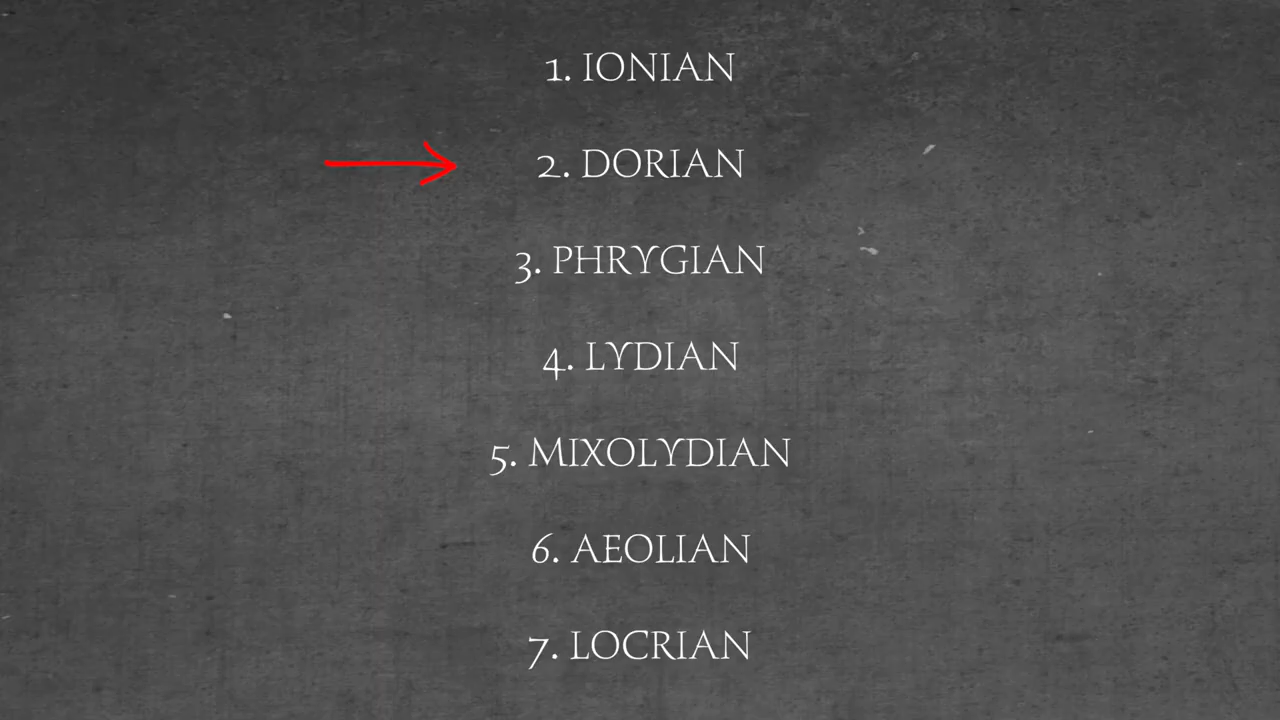 1. IONIAN
2. DORIAN
3. PHRYGIAN
4. LYDIAN
5. MIXOLYDIAN
6. AEOLIAN
7. LOCRIAN